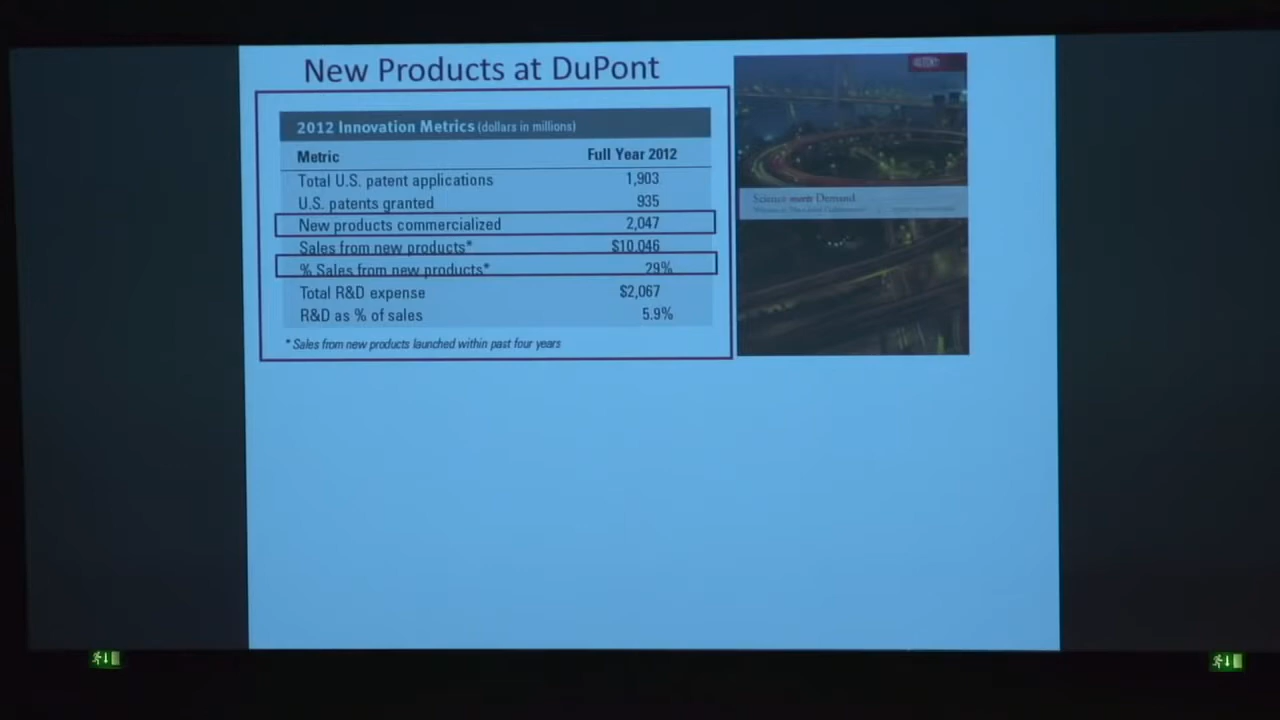 New Products at DuPont
2012 Innovation Metrics (dollars in millions)
Metric Full Year 2012
Total U.S. patent applications 1,903
U.S. patents granted 935
New products commercialized 2,047
Sales from new products* $10,046
% Sales from new products* 29%
Total R&D expense $2,067
R&D as % of sales 5.9%
* Sales from new products launched within past four years
Science meets Demand